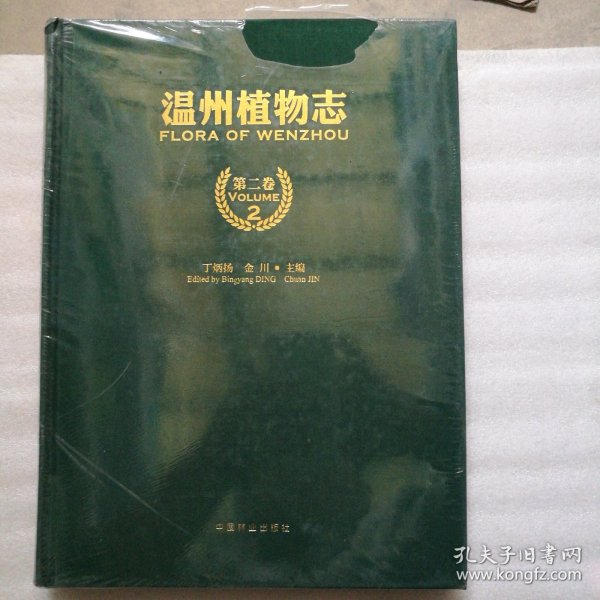 温州植物志
FLORA OF WENZHOU
第二卷
VOLUME
2
丁炳扬 金川 · 主编
Edited by Bingyang DING Chuan JIN
中国林业出版社
孔夫子旧书网
www.kongfz.com